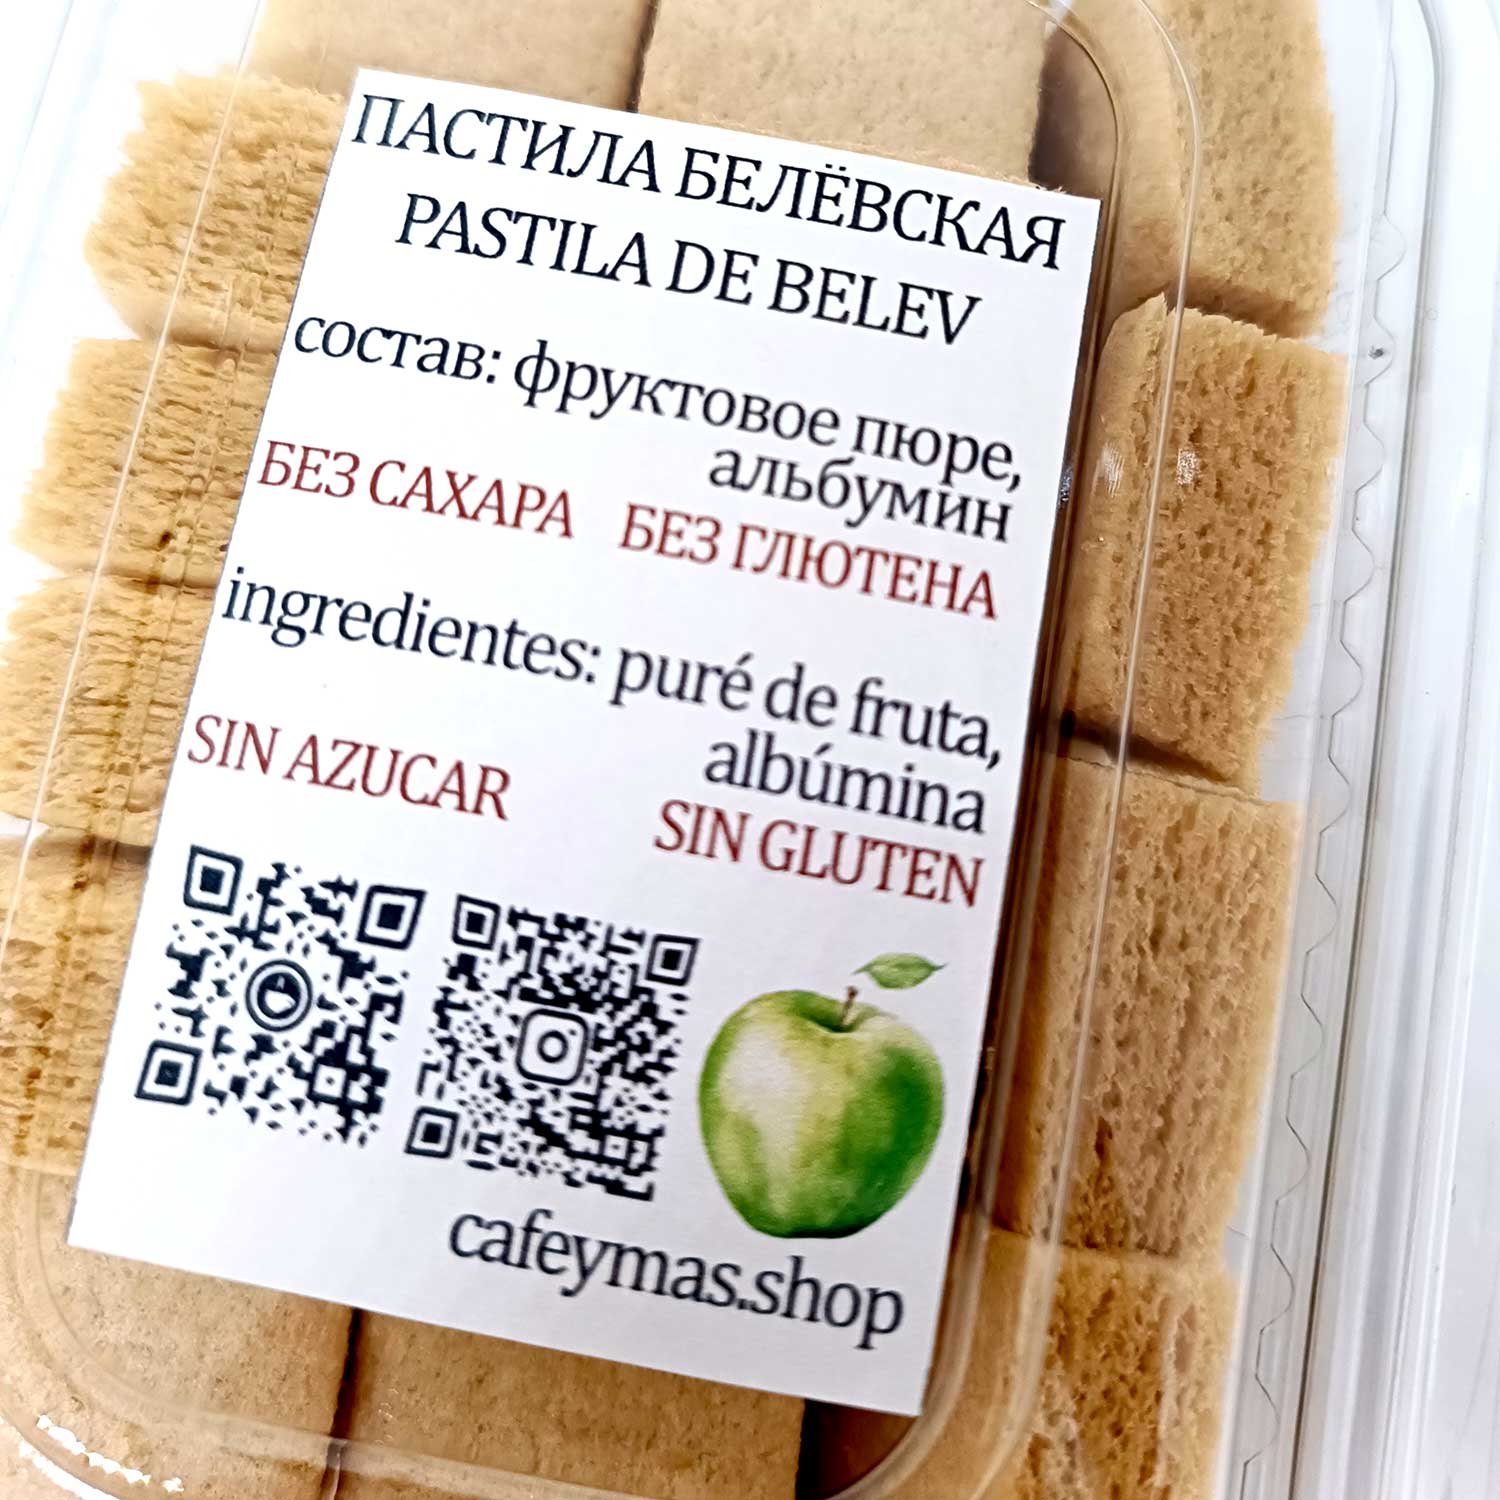 ПАСТИЛА БЕЛЁВСКАЯ
PASTILA DE BELEV
состав: фруктовое пюре,
альбумин
БЕЗ САХАРА БЕЗ ГЛЮТЕНА
ingredientes: puré de fruta,
albúmina
SIN AZUCAR SIN GLUTEN
cafeymas.shop